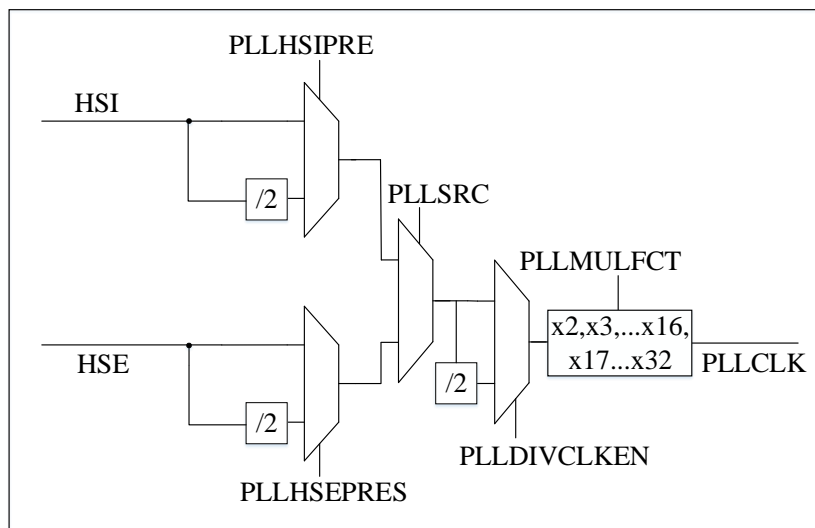 PLLHSIPRE
HSI
/2
PLLSRC
PLLMULFCT
x2,x3,...x16,
x17...x32
PLLCLK
HSE
/2
/2
PLLDIVCLKEN
PLLHSEPRES